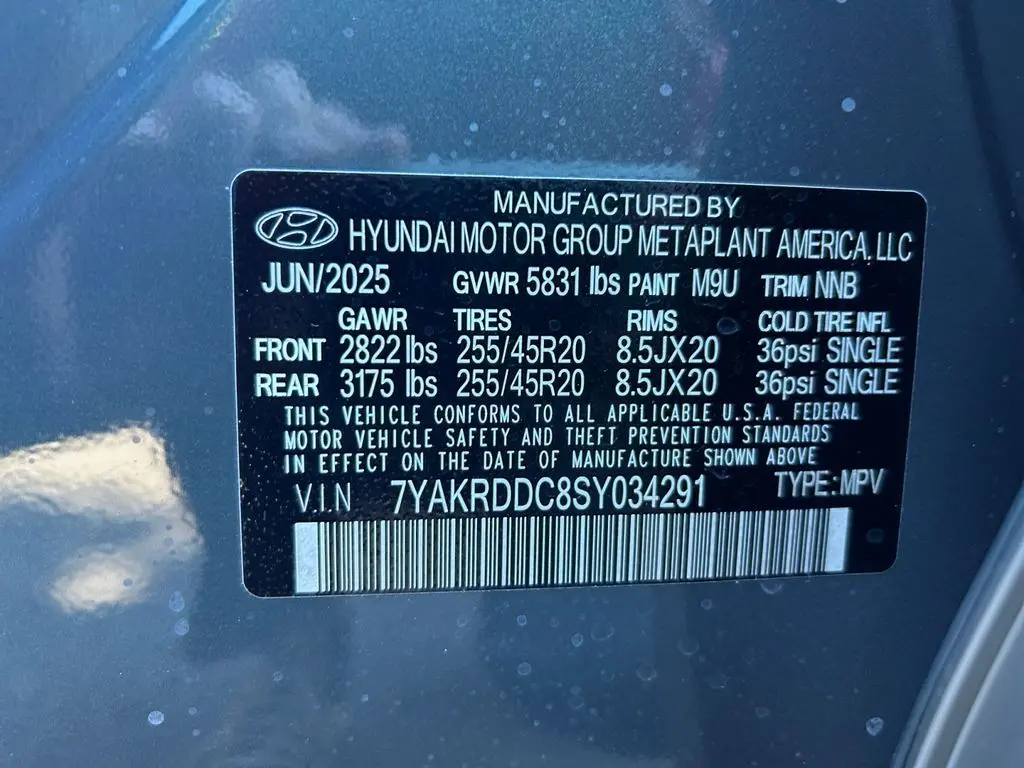 MANUFACTURED BY
HYUNDAI MOTOR GROUP METAPLANT AMERICA, LLC
JUN/2025 GVWR 5831 lbs PAINT M9U TRIM NNB
GAWR TIRES RIMS COLD TIRE INFL
FRONT 2822 lbs 255/45R20 8.5JX20 36psi SINGLE
REAR 3175 lbs 255/45R20 8.5JX20 36psi SINGLE
THIS VEHICLE CONFORMS TO ALL APPLICABLE U.S.A. FEDERAL
MOTOR VEHICLE SAFETY AND THEFT PREVENTION STANDARDS
IN EFFECT ON THE DATE OF MANUFACTURE SHOWN ABOVE
V.I.N 7YAKRDDC8SY034291 TYPE: MPV